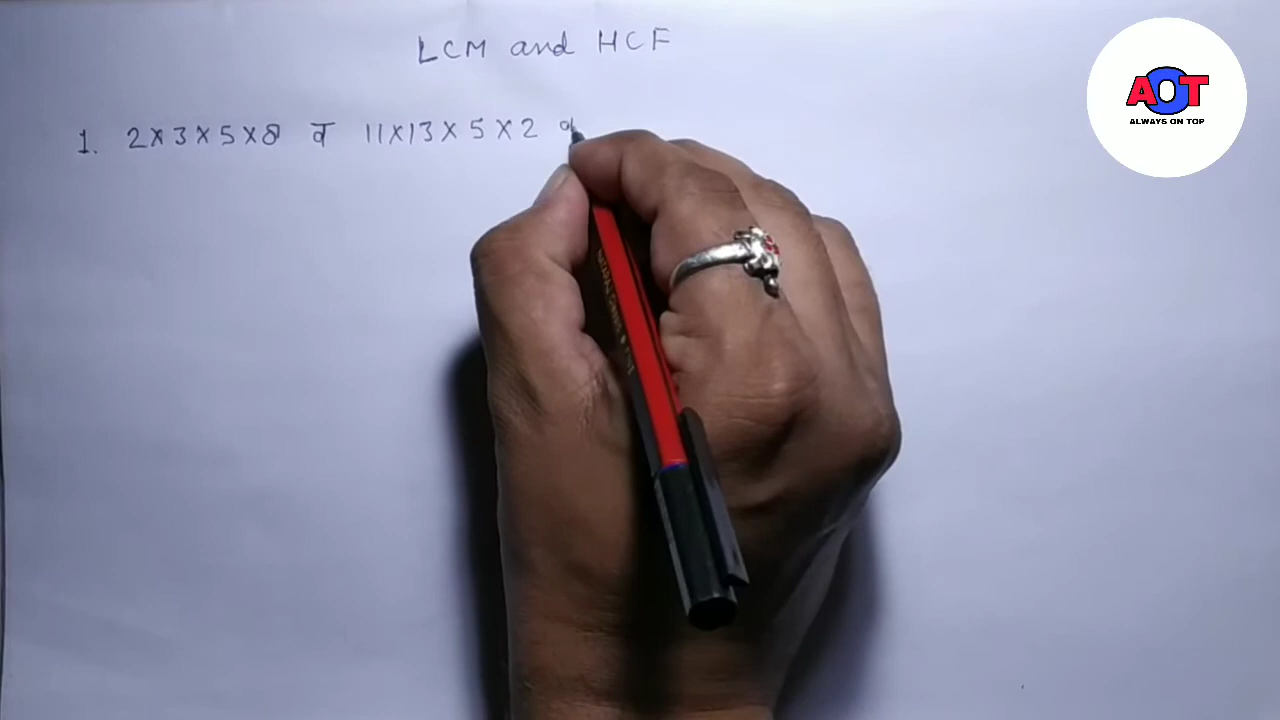 LCM and HCF
1. 2×3×5×8 व 11×13×5×2
AOT
ALWAYS ON TOP